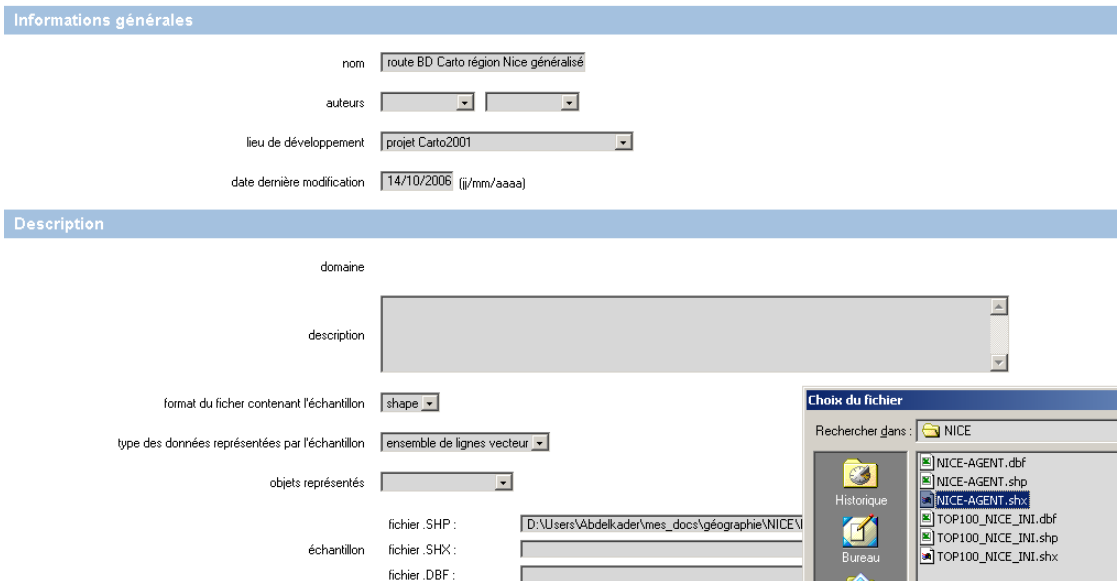 Informations générales
nom route BD Carto région Nice généralisé
auteurs
lieu de développement projet Carto2001
date dernière modification 14/10/2006 (jj/mm/aaaa)
Description
domaine
description
format du ficher contenant l'échantillon shape
type des données représentées par l'échantillon ensemble de lignes vecteur
objets représentés
échantillon
fichier .SHP : D:\Users\Abdelkader\mes_docs\géographie\NICE\
fichier .SHX :
fichier .DBF :
Choix du fichier
Rechercher dans : NICE
Historique
Bureau
NICE-AGENT.dbf
NICE-AGENT.shp
NICE-AGENT.shx
TOP100_NICE_INI.dbf
TOP100_NICE_INI.shp
TOP100_NICE_INI.shx